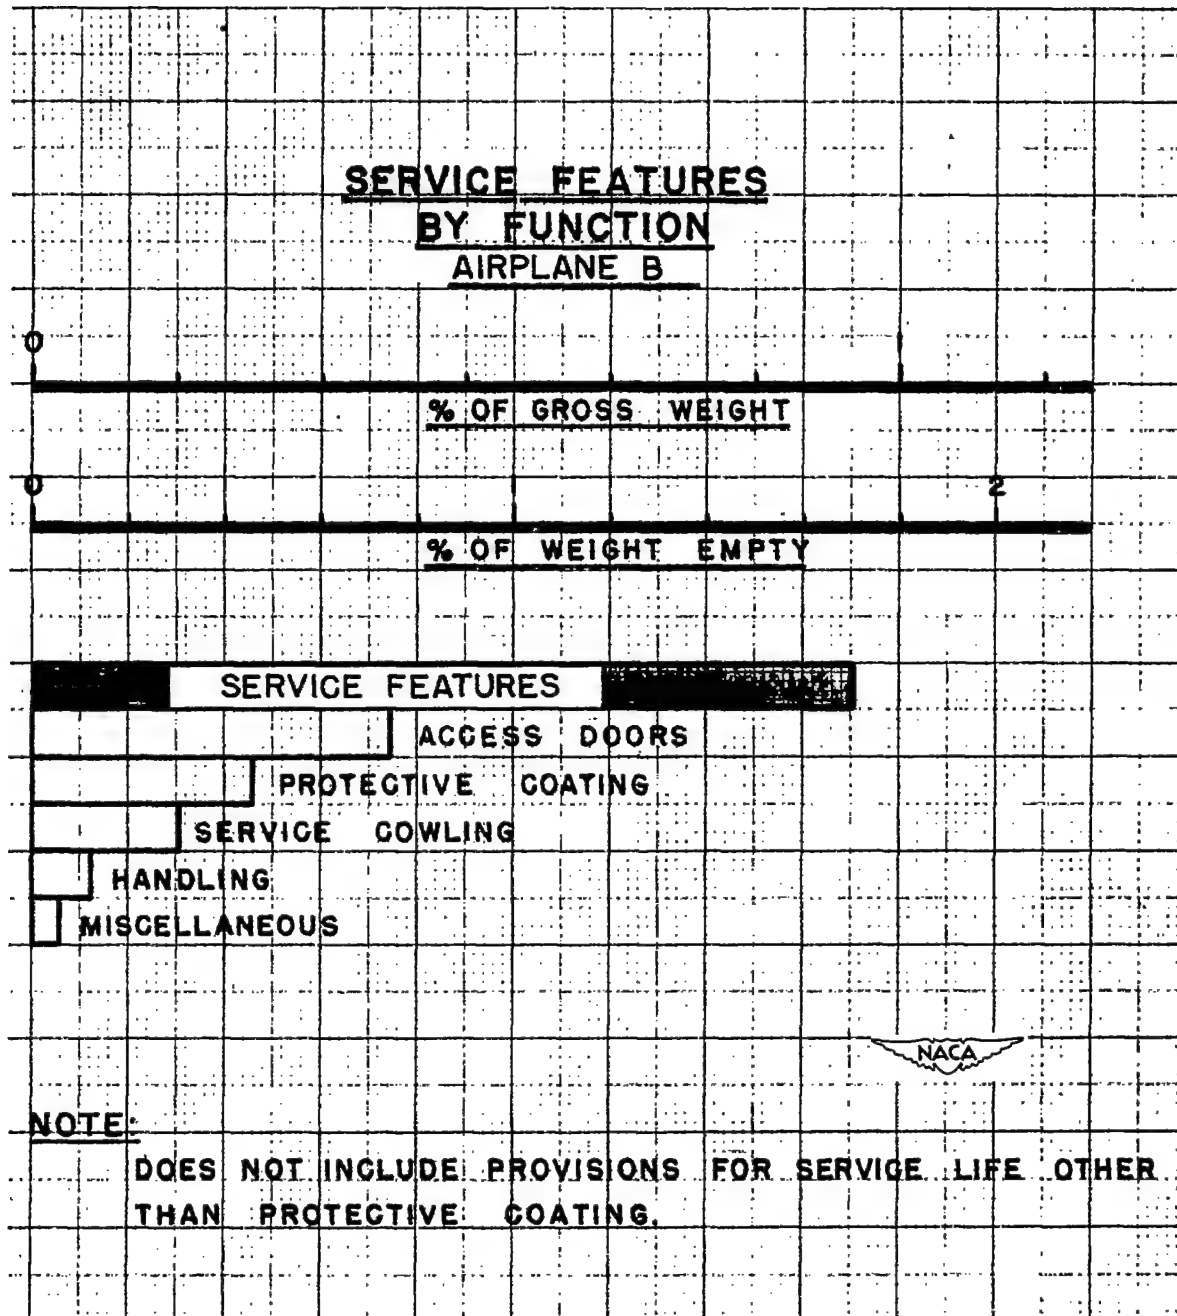 SERVICE FEATURES
BY FUNCTION
AIRPLANE B
0
% OF GROSS WEIGHT
0 2
% OF WEIGHT EMPTY
SERVICE FEATURES
ACCESS DOORS
PROTECTIVE COATING
SERVICE COWLING
HANDLING
MISCELLANEOUS
NACA
NOTE:
DOES NOT INCLUDE PROVISIONS FOR SERVICE LIFE OTHER
THAN PROTECTIVE COATING.